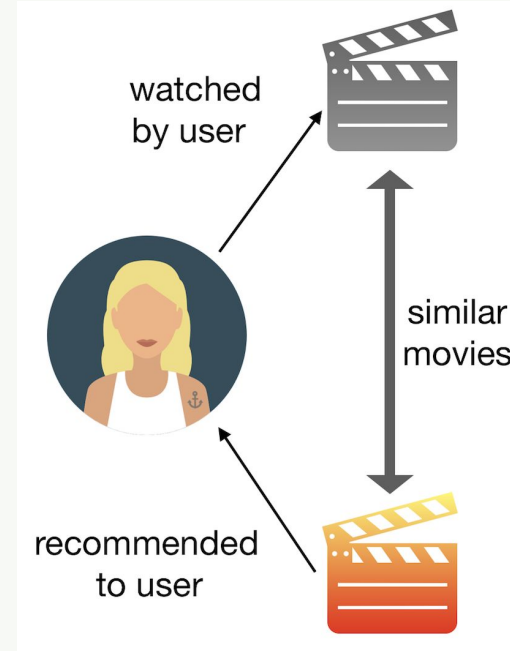 watched
by user
similar
movies
recommended
to user